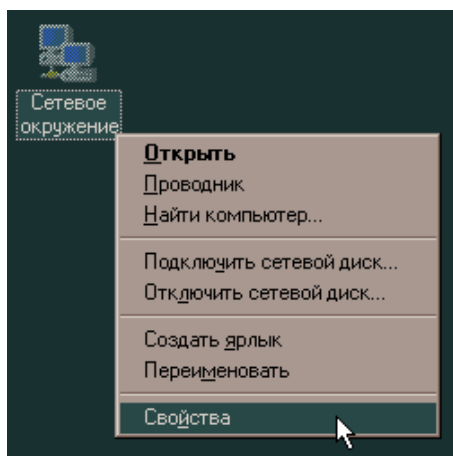 Сетевое
окружение
Открыть
Проводник
Найти компьютер...
Подключить сетевой диск...
Отключить сетевой диск...
Создать ярлык
Переименовать
Свойства